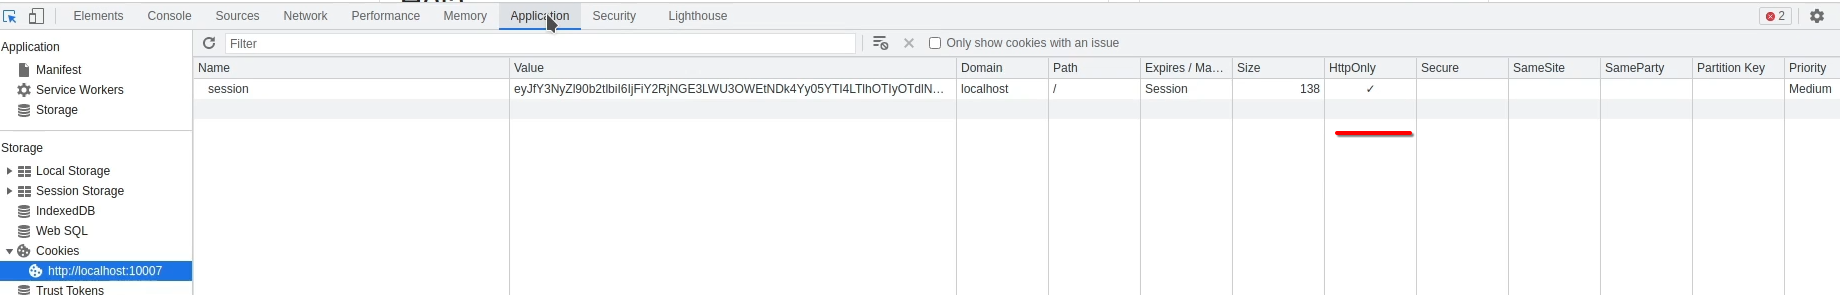 Elements Console Sources Network Performance Memory Application Security Lighthouse 2
Application Filter Only show cookies with an issue
Manifest
Service Workers
Storage
Name Value Domain Path Expires / Ma... Size HttpOnly Secure SameSite SameParty Partition Key Priority
session localhost / Session 138 ✓ Medium
Storage
Local Storage
Session Storage
IndexedDB
Web SQL
Cookies
http://localhost:10007
Trust Tokens